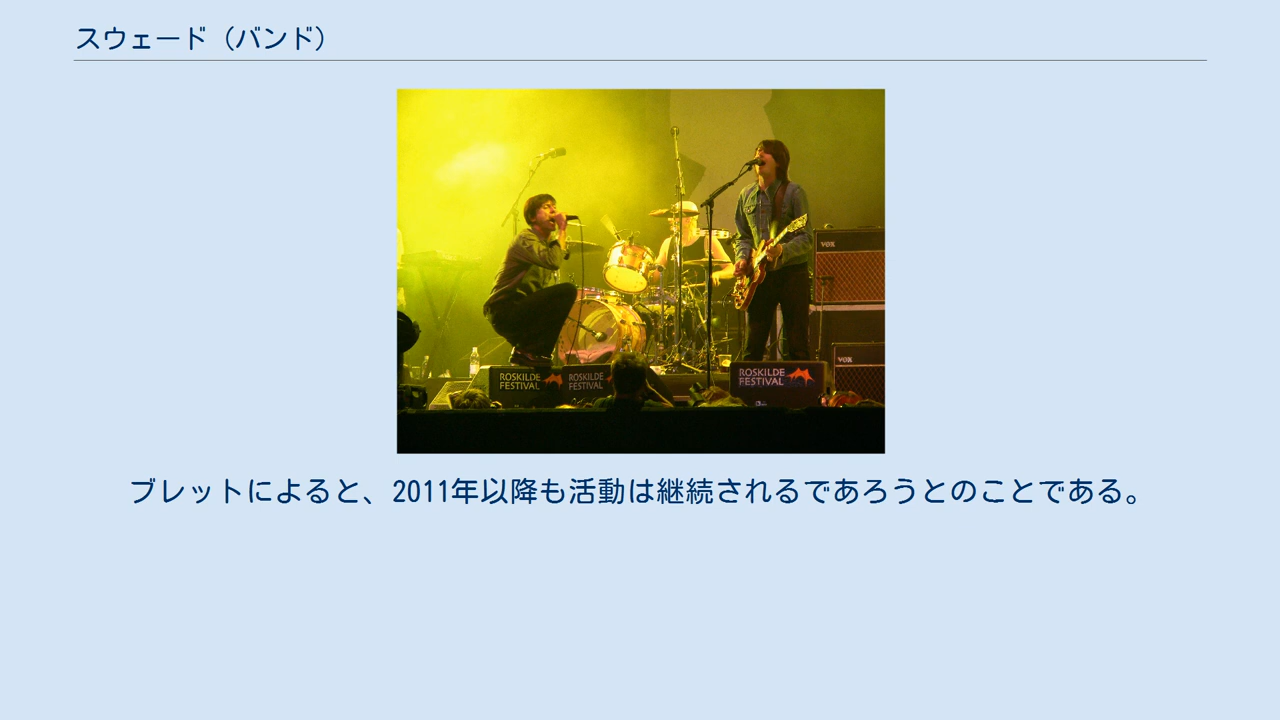 スウェード（バンド）
VOX
VOX
ROSKILDE
FESTIVAL
ROSKILDE
FESTIVAL
ROSKILDE
FESTIVAL
ブレットによると、2011年以降も活動は継続されるであろうとのことである。